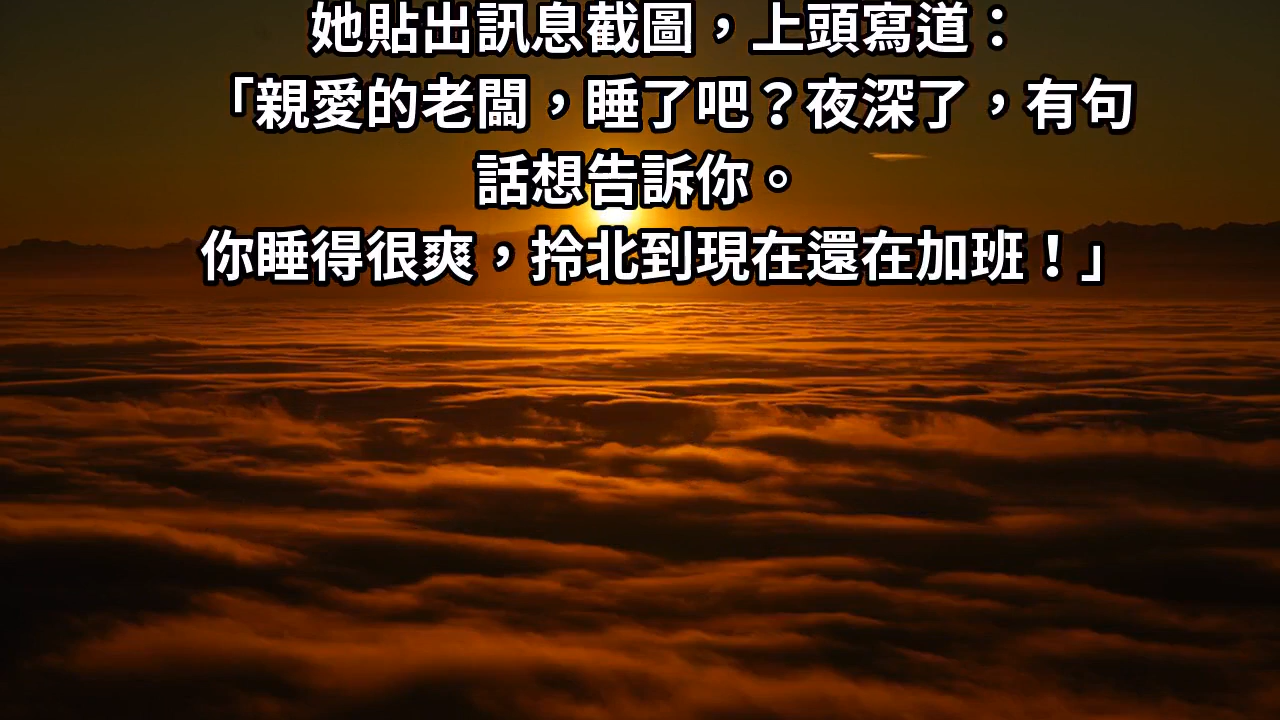 她貼出訊息截圖，上頭寫道：
「親愛的老闆，睡了吧？夜深了，有句
話想告訴你。
你睡得很爽，拎北到現在還在加班！」